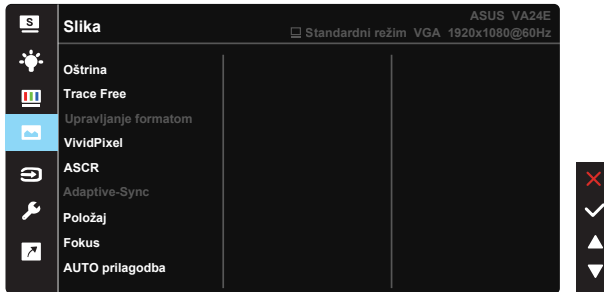 S
Slika
ASUS VA24E
Standardni režim VGA 1920x1080@60Hz
Oštrina
Trace Free
Upravljanje formatom
VividPixel
ASCR
Adaptive-Sync
Položaj
Fokus
AUTO prilagodba